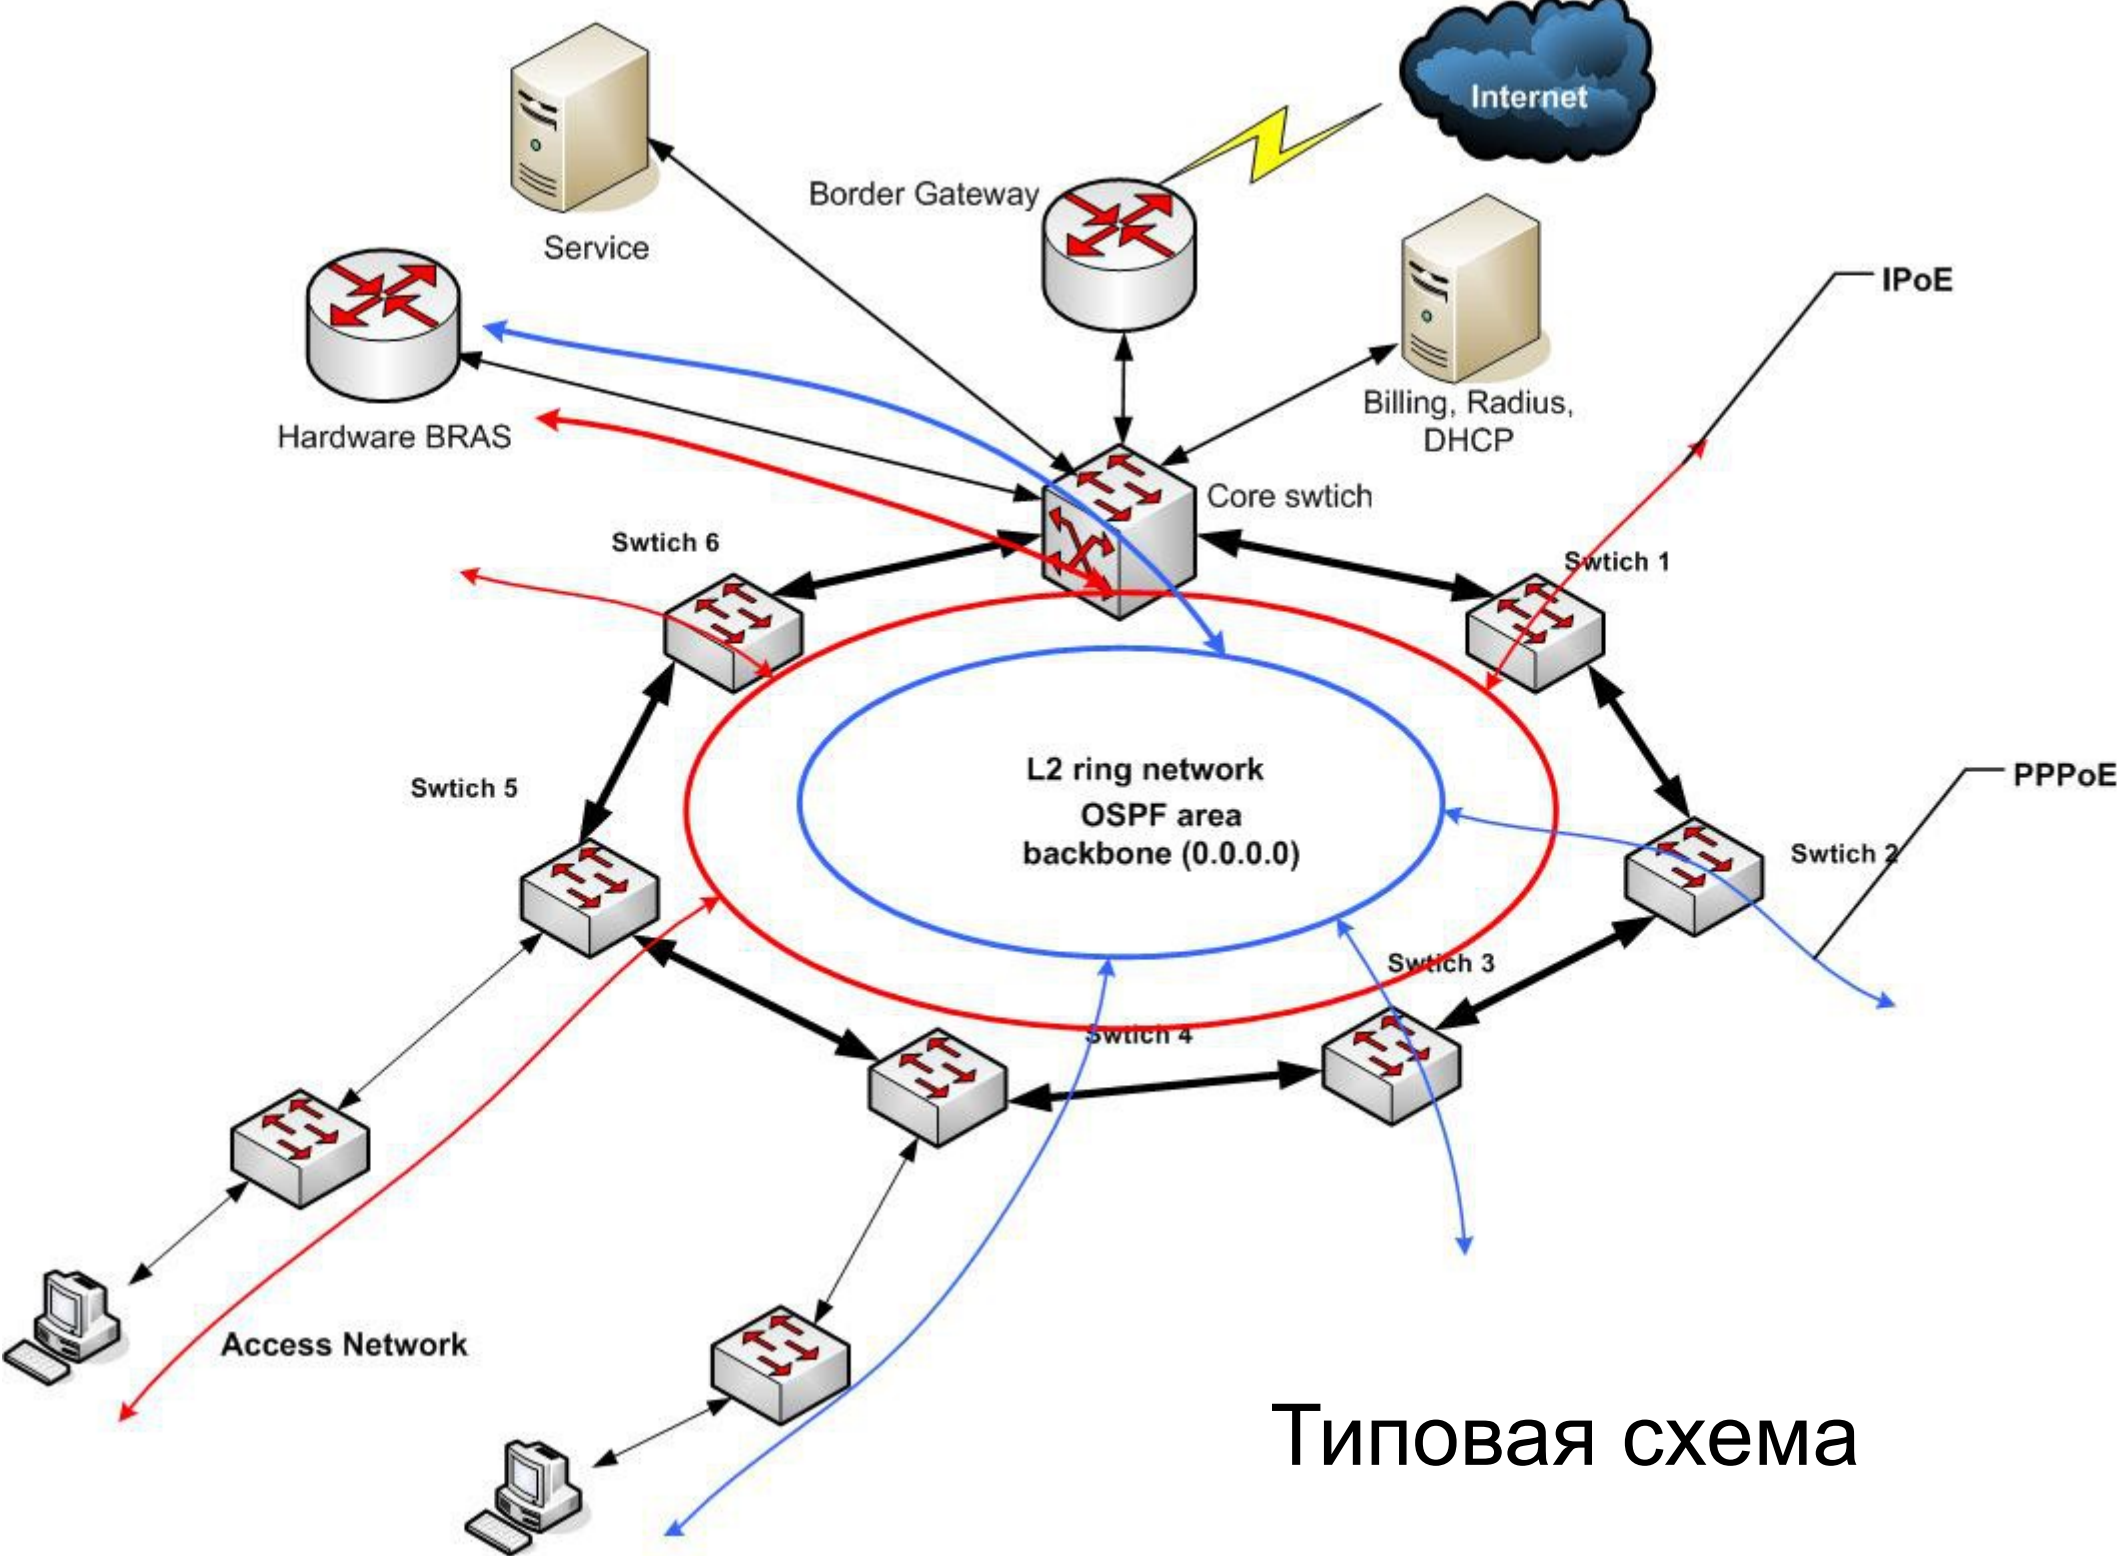 Internet
Border Gateway
Service
IPoE
Billing, Radius,
DHCP
Hardware BRAS
Core swtich
Swtich 6
Swtich 1
L2 ring network
OSPF area
backbone (0.0.0.0)
PPPoE
Swtich 5
Swtich 2
Swtich 3
Swtich 4
Access Network
Типовая схема